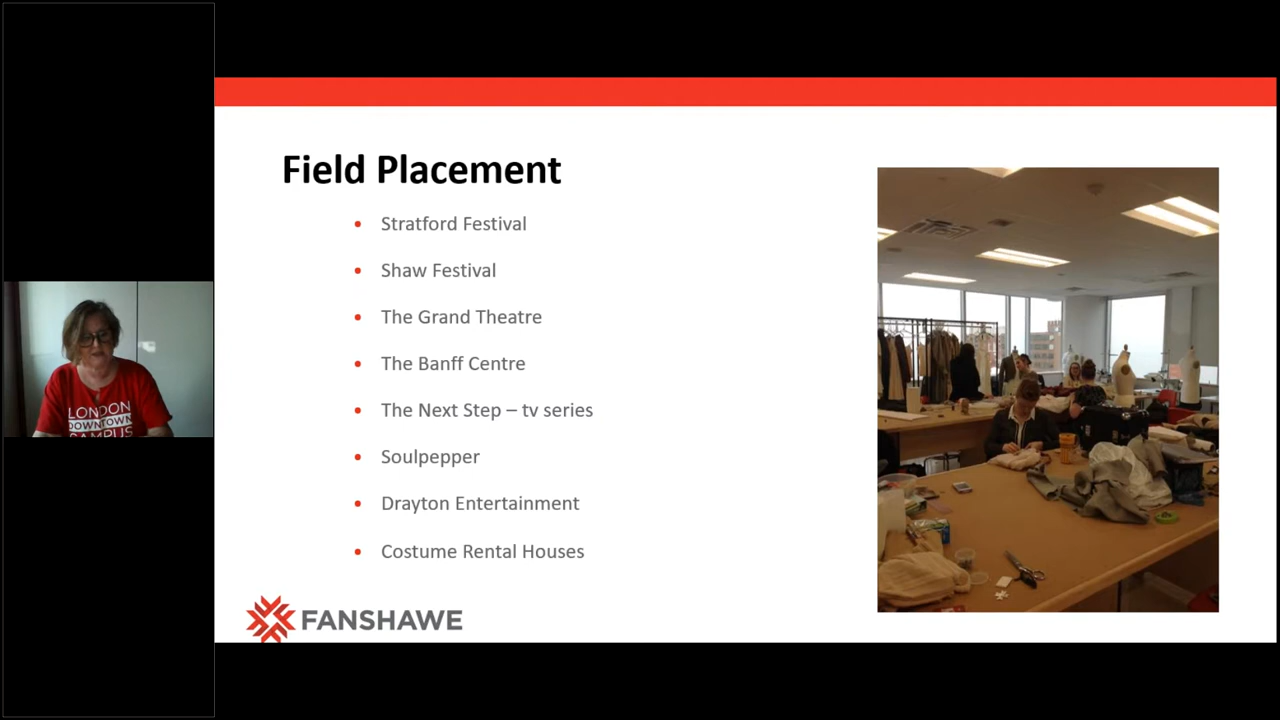 Field Placement
• Stratford Festival
• Shaw Festival
• The Grand Theatre
• The Banff Centre
• The Next Step – tv series
• Soulpepper
• Drayton Entertainment
• Costume Rental Houses
FANSHAWE
LONDON
DOWNTOWN
CAMPUS